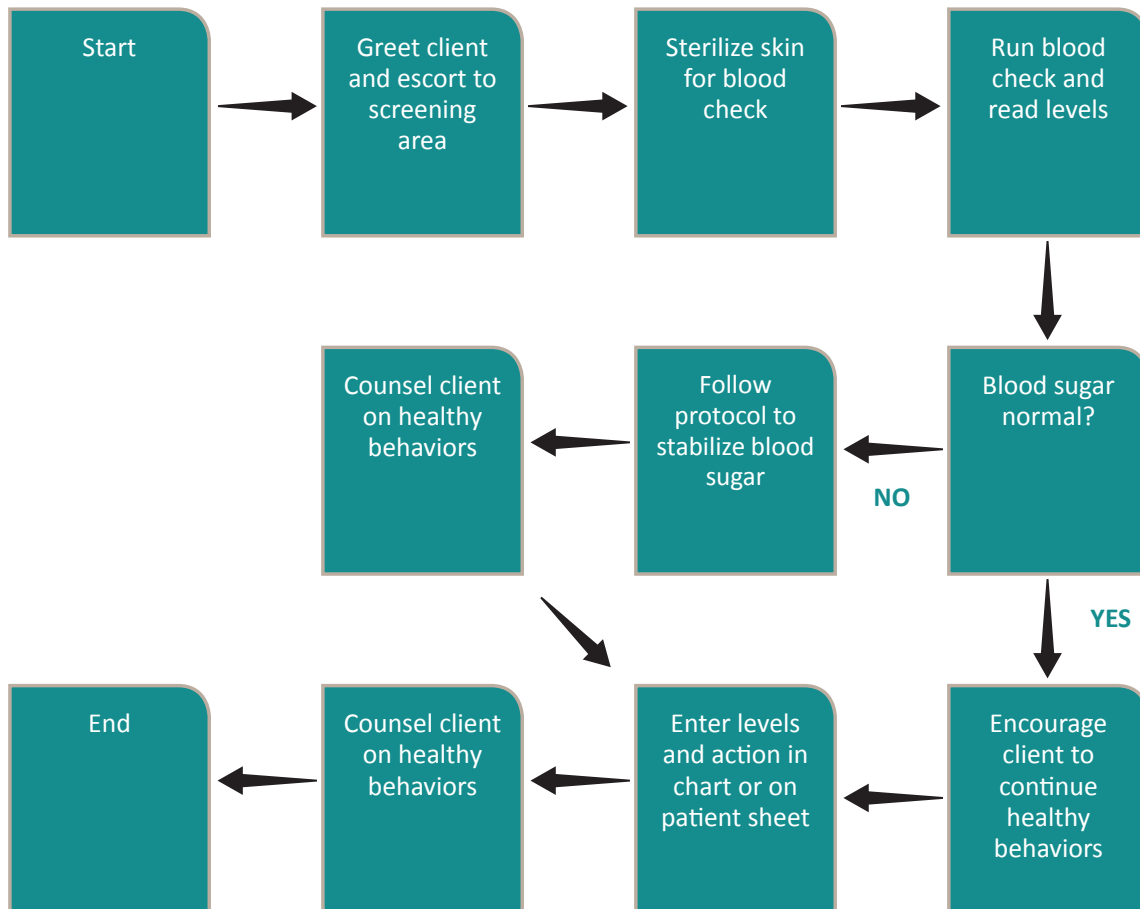 Start
Greet client
and escort to
screening
area
Sterilize skin
for blood
check
Run blood
check and
read levels
Counsel client
on healthy
behaviors
Follow
protocol to
stabilize blood
sugar
Blood sugar
normal?
NO
YES
End
Counsel client
on healthy
behaviors
Enter levels
and action in
chart or on
patient sheet
Encourage
client to
continue
healthy
behaviors